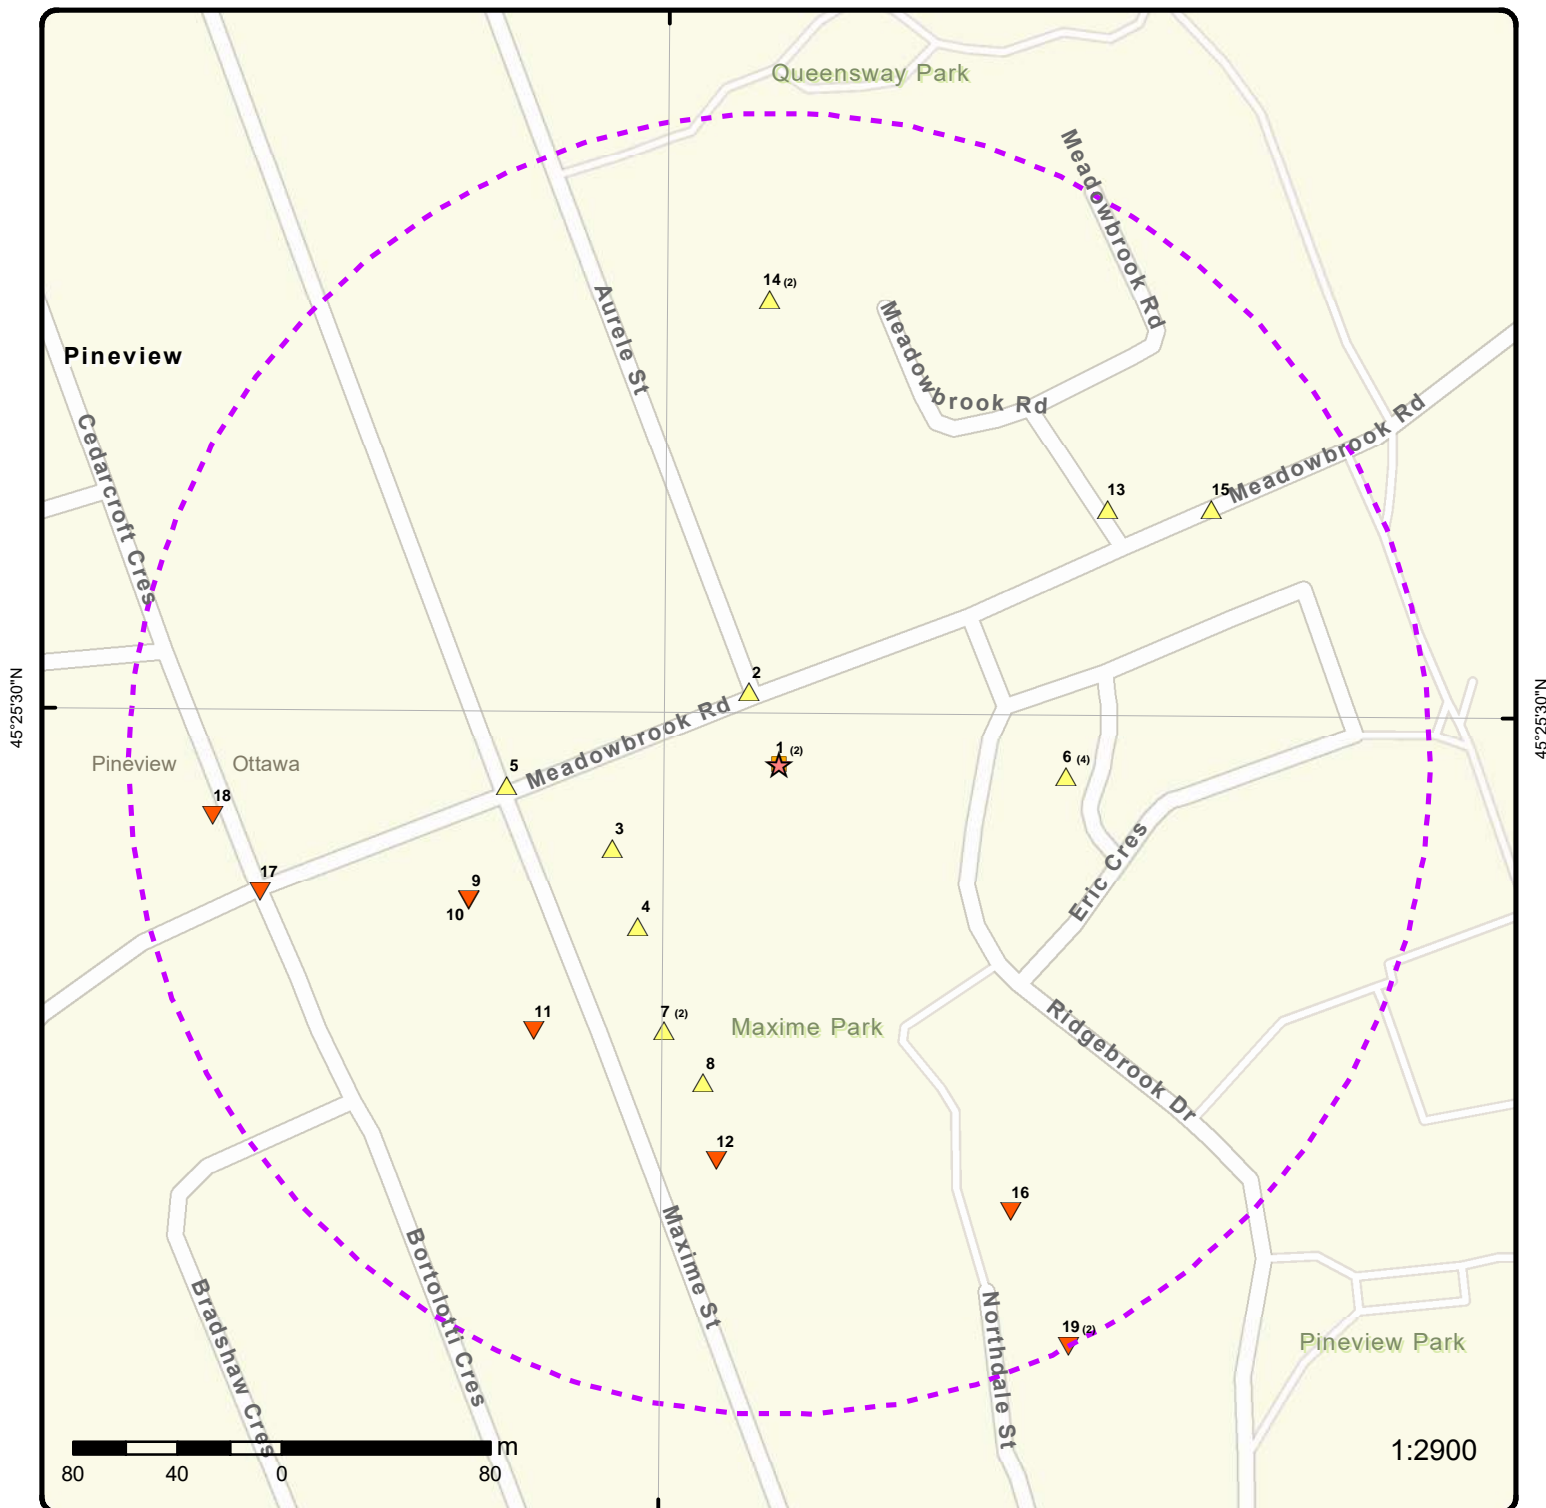 Queensway Park
Meadowbrook Rd
14 (2)
Aurele St
Meadowbrook Rd
Pineview
Meadowbrook Rd
Cedarcroft Cres
13
15
2
45°25'30"N
45°25'30"N
Meadowbrook Rd
1 (2)
6 (4)
Pineview
Ottawa
5
18
3
Eric Cres
17
9
10
4
11
7 (2)
Maxime Park
Ridgebrook Dr
8
12
16
Maxime St
Bortolotti Cres
Bradshaw Cres
Northdale St
19 (2)
Pineview Park
m
1:2900
80 40 0 80